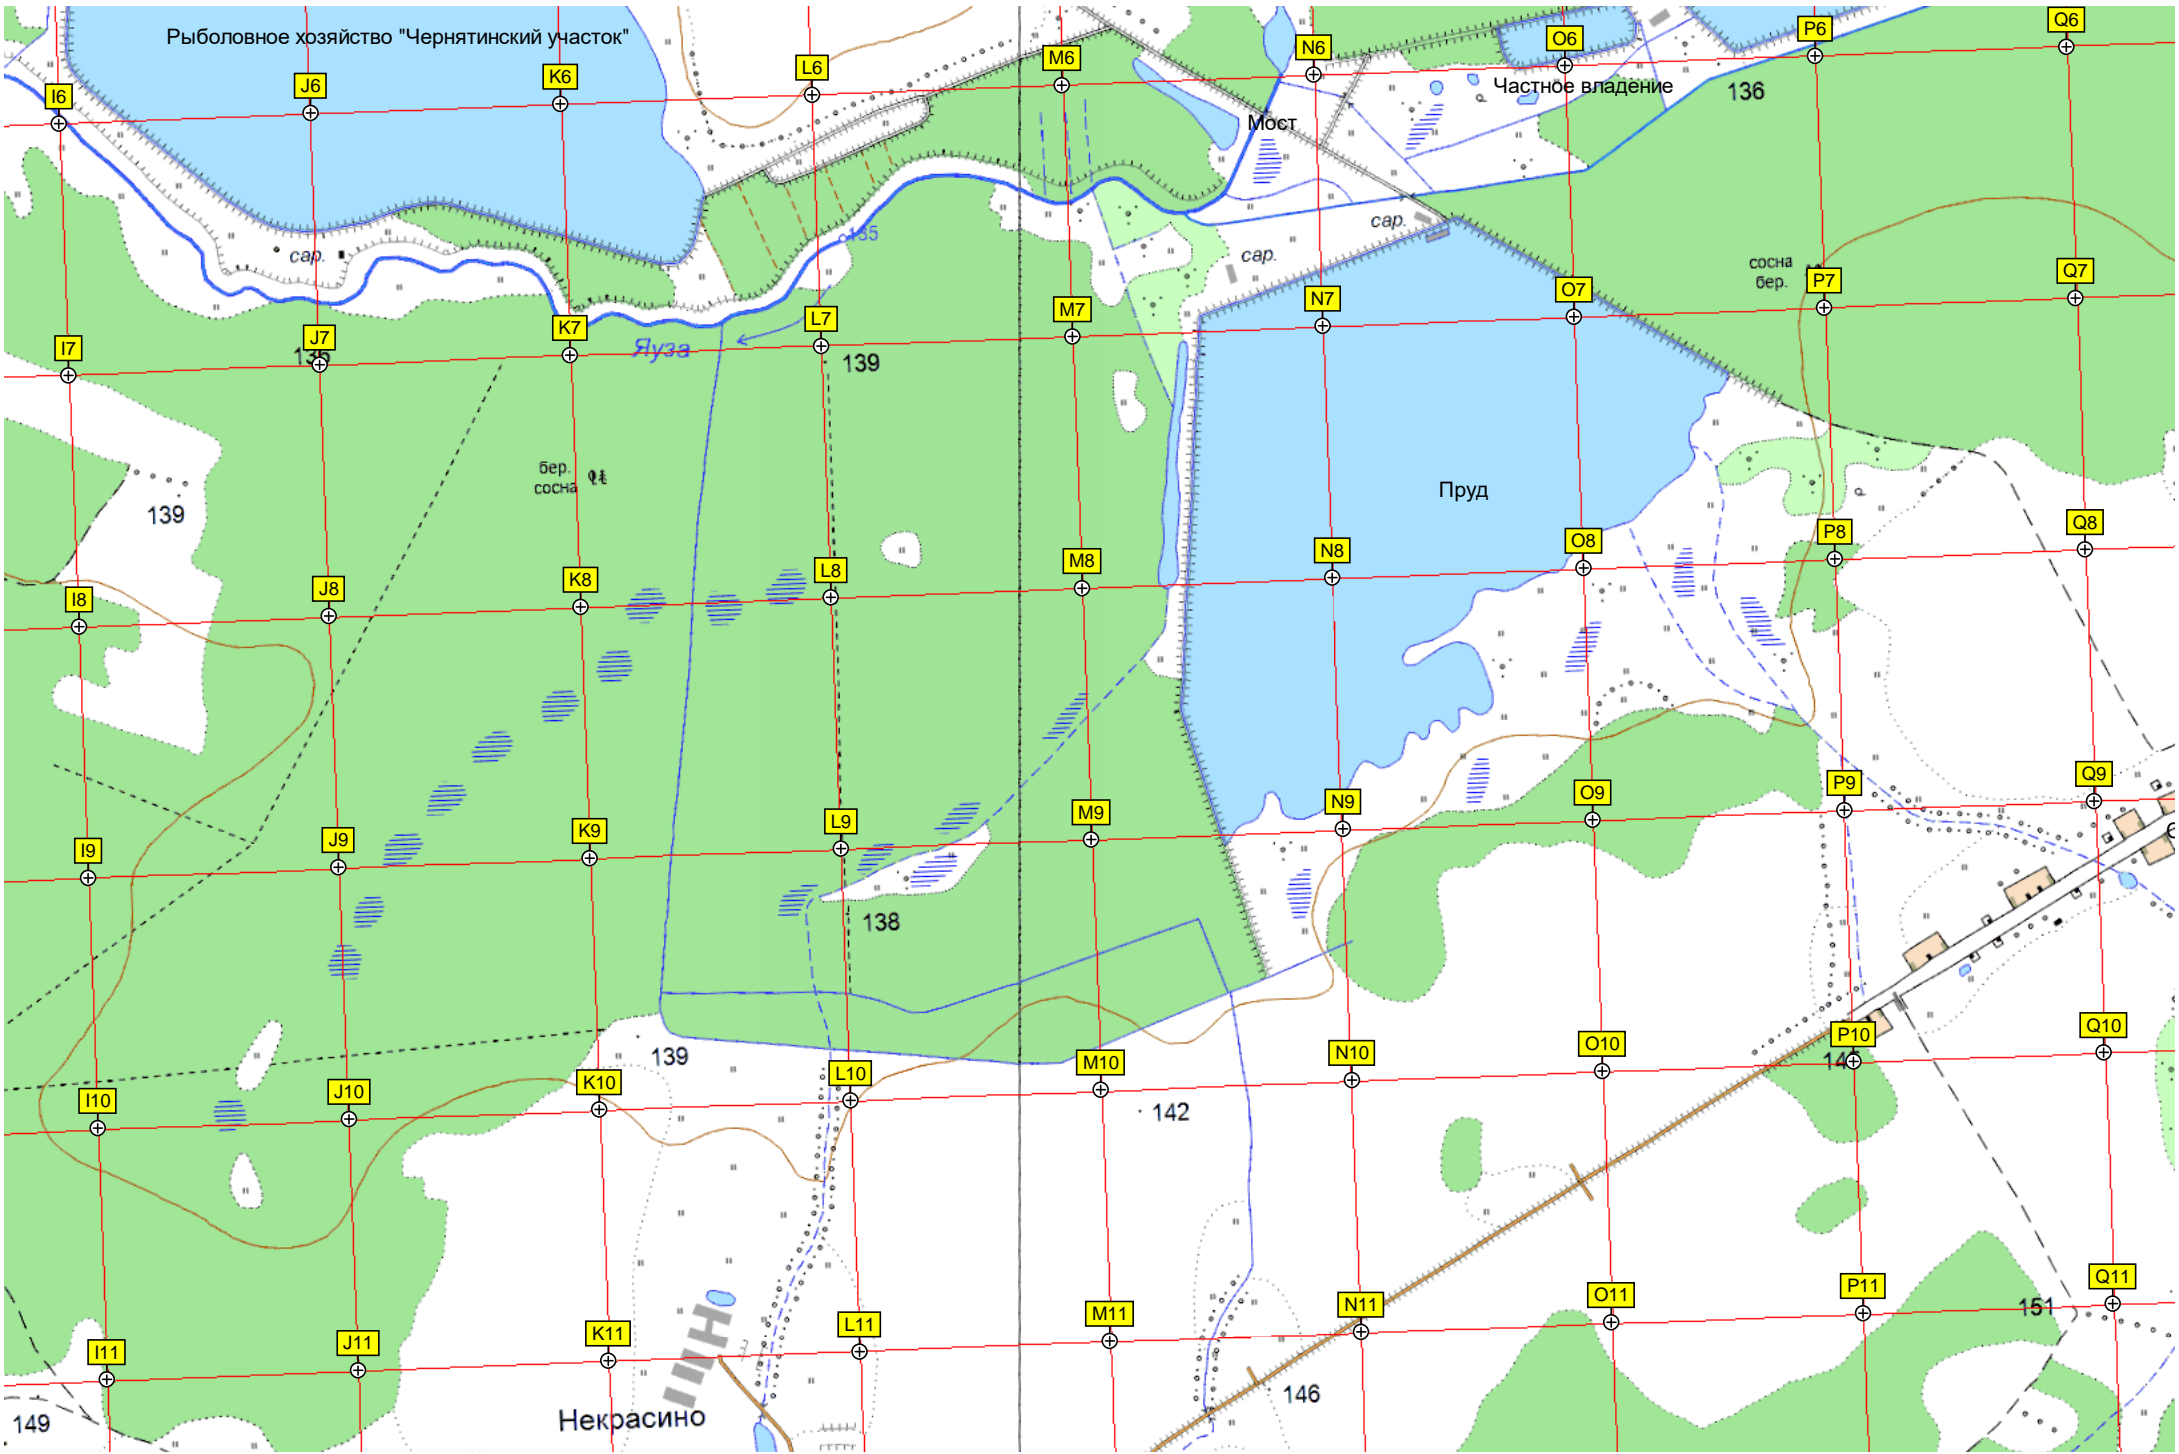 Рыболовное хозяйство "Чернятинский участок"
I6
J6
K6
L6
M6
N6
O6
P6
Q6
Частное владение
136
Мост
сар.
сар.
сар.
135
сосна
бер.
I7
J7
K7
L7
M7
N7
O7
P7
Q7
Яуза
139
бер.
сосна
Пруд
139
I8
J8
K8
L8
M8
N8
O8
P8
Q8
I9
J9
K9
L9
M9
N9
O9
P9
Q9
138
139
I10
J10
K10
L10
M10
N10
O10
P10
Q10
142
I11
J11
K11
L11
M11
N11
O11
P11
Q11
151
146
149
Некрасино